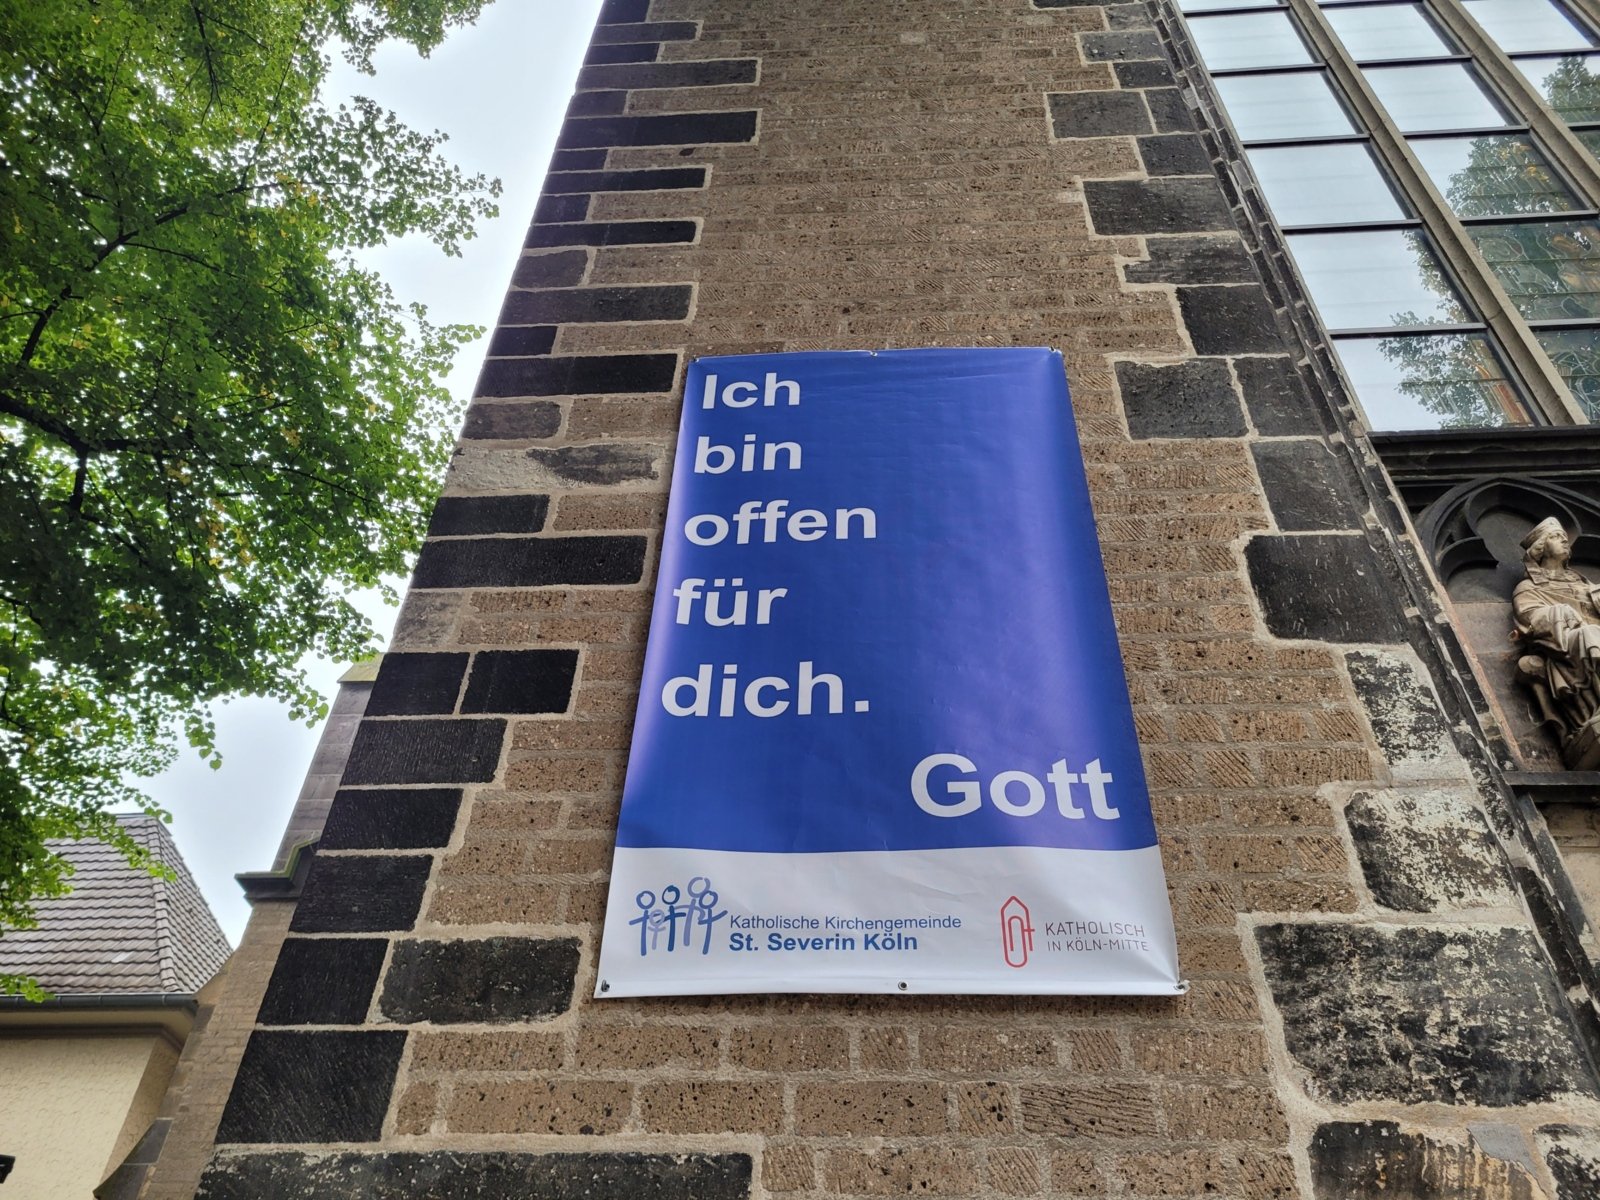 Ich
bin
offen
für
dich.
Gott
Katholische Kirchengemeinde
St. Severin Köln
KATHOLISCH
IN KÖLN-MITTE